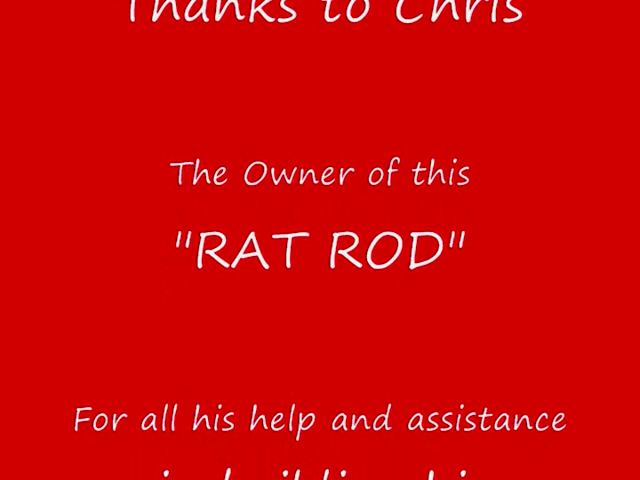 Thanks to Chris
The Owner of this
"RAT ROD"
For all his help and assistance